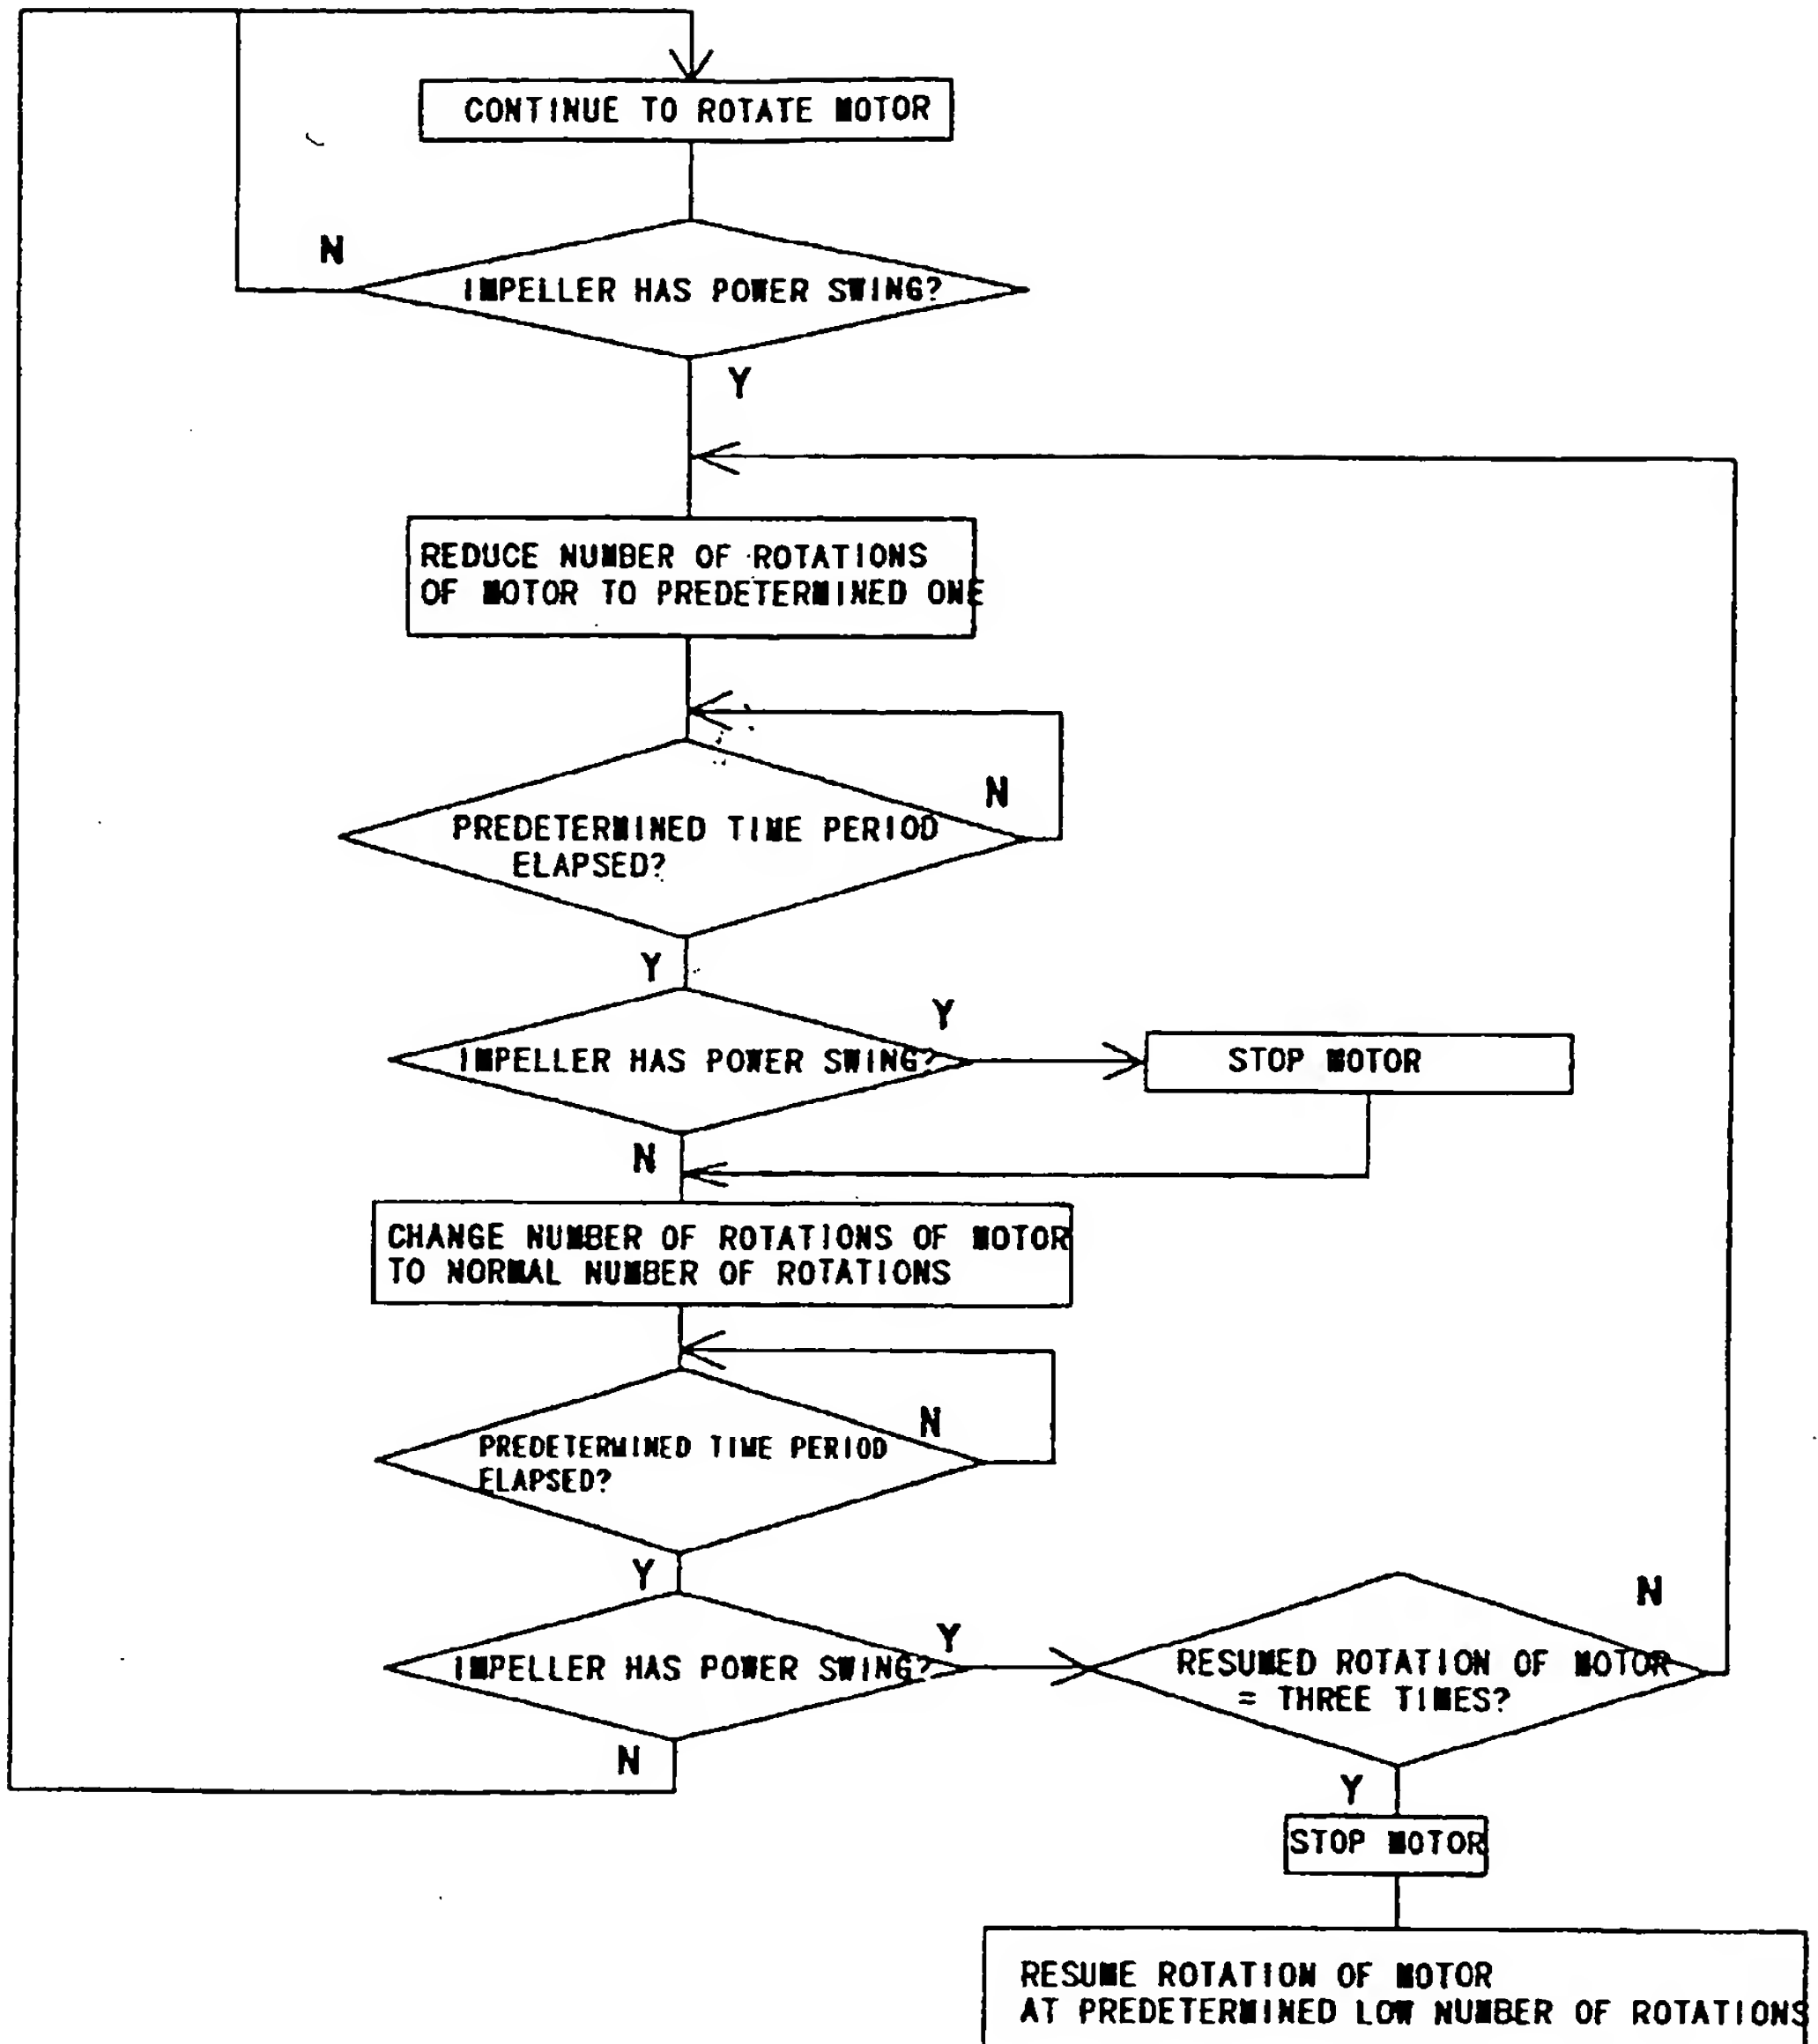 CONTINUE TO ROTATE MOTOR
N
IMPELLER HAS POWER SWING?
Y
REDUCE NUMBER OF ROTATIONS
OF MOTOR TO PREDETERMINED ONE
N
PREDETERMINED TIME PERIOD
ELAPSED?
Y
Y
IMPELLER HAS POWER SWING?
STOP MOTOR
N
CHANGE NUMBER OF ROTATIONS OF MOTOR
TO NORMAL NUMBER OF ROTATIONS
N
PREDETERMINED TIME PERIOD
ELAPSED?
Y
Y
N
IMPELLER HAS POWER SWING?
RESUMED ROTATION OF MOTOR
= THREE TIMES?
N
Y
STOP MOTOR
RESUME ROTATION OF MOTOR
AT PREDETERMINED LOW NUMBER OF ROTATIONS